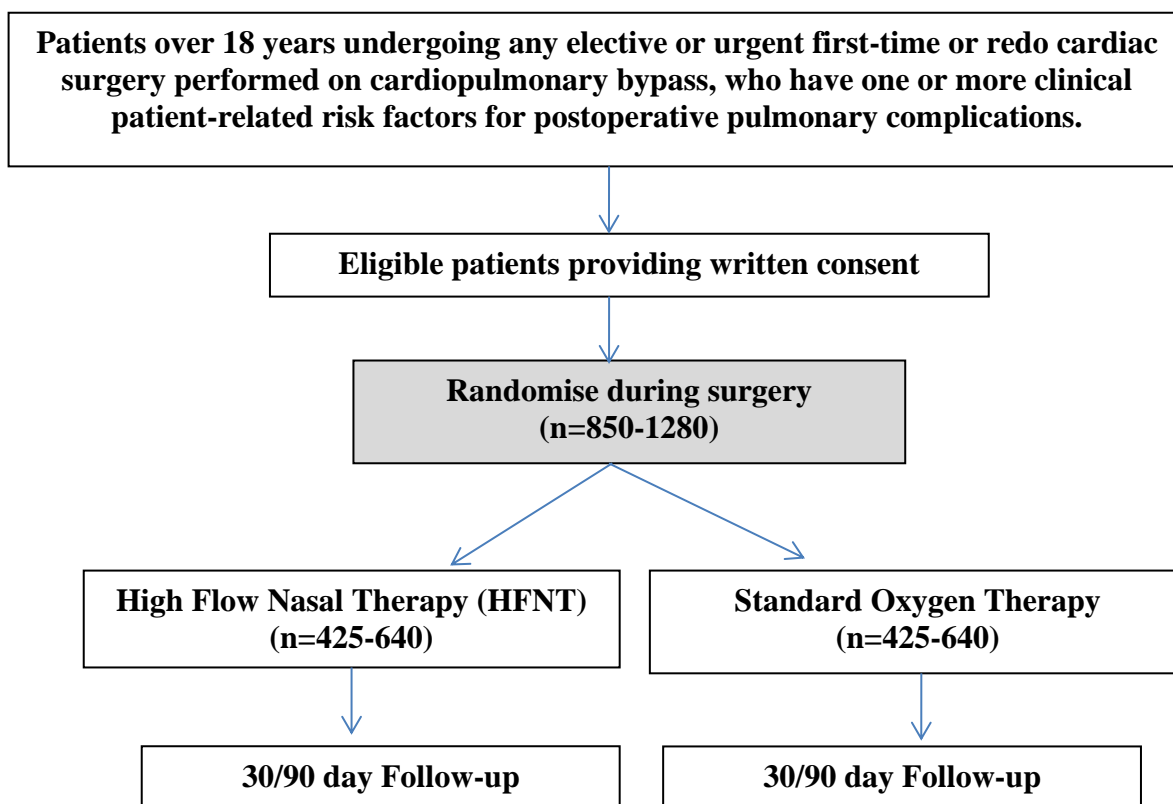 Patients over 18 years undergoing any elective or urgent first-time or redo cardiac
surgery performed on cardiopulmonary bypass, who have one or more clinical
patient-related risk factors for postoperative pulmonary complications.
Eligible patients providing written consent
Randomise during surgery
(n=850-1280)
High Flow Nasal Therapy (HFNT)
(n=425-640)
Standard Oxygen Therapy
(n=425-640)
30/90 day Follow-up
30/90 day Follow-up